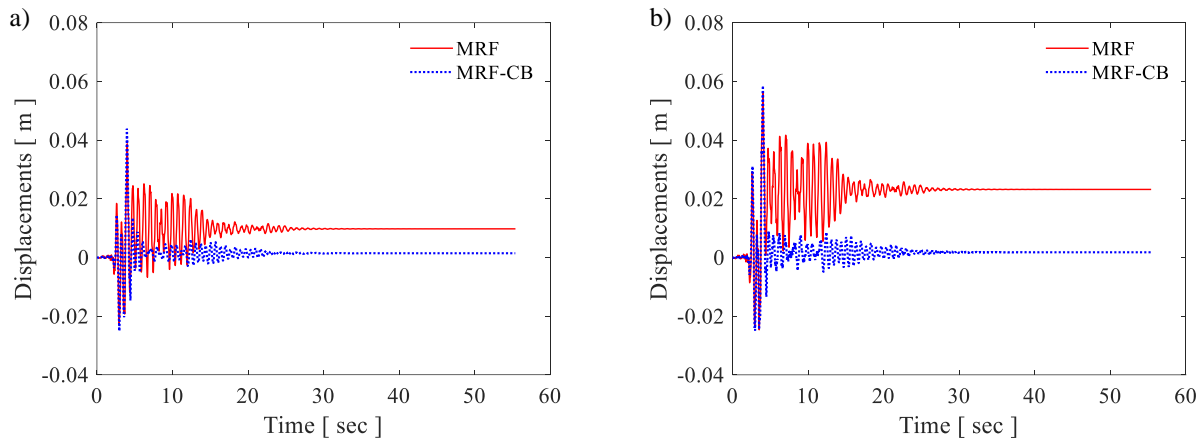 a)
0.08
0.06
0.04
0.02
0
-0.02
-0.04
Displacements [ m ]
MRF
MRF-CB
0 10 20 30 40 50 60
Time [ sec ]
b)
0.08
0.06
0.04
0.02
0
-0.02
-0.04
Displacements [ m ]
MRF
MRF-CB
0 10 20 30 40 50 60
Time [ sec ]